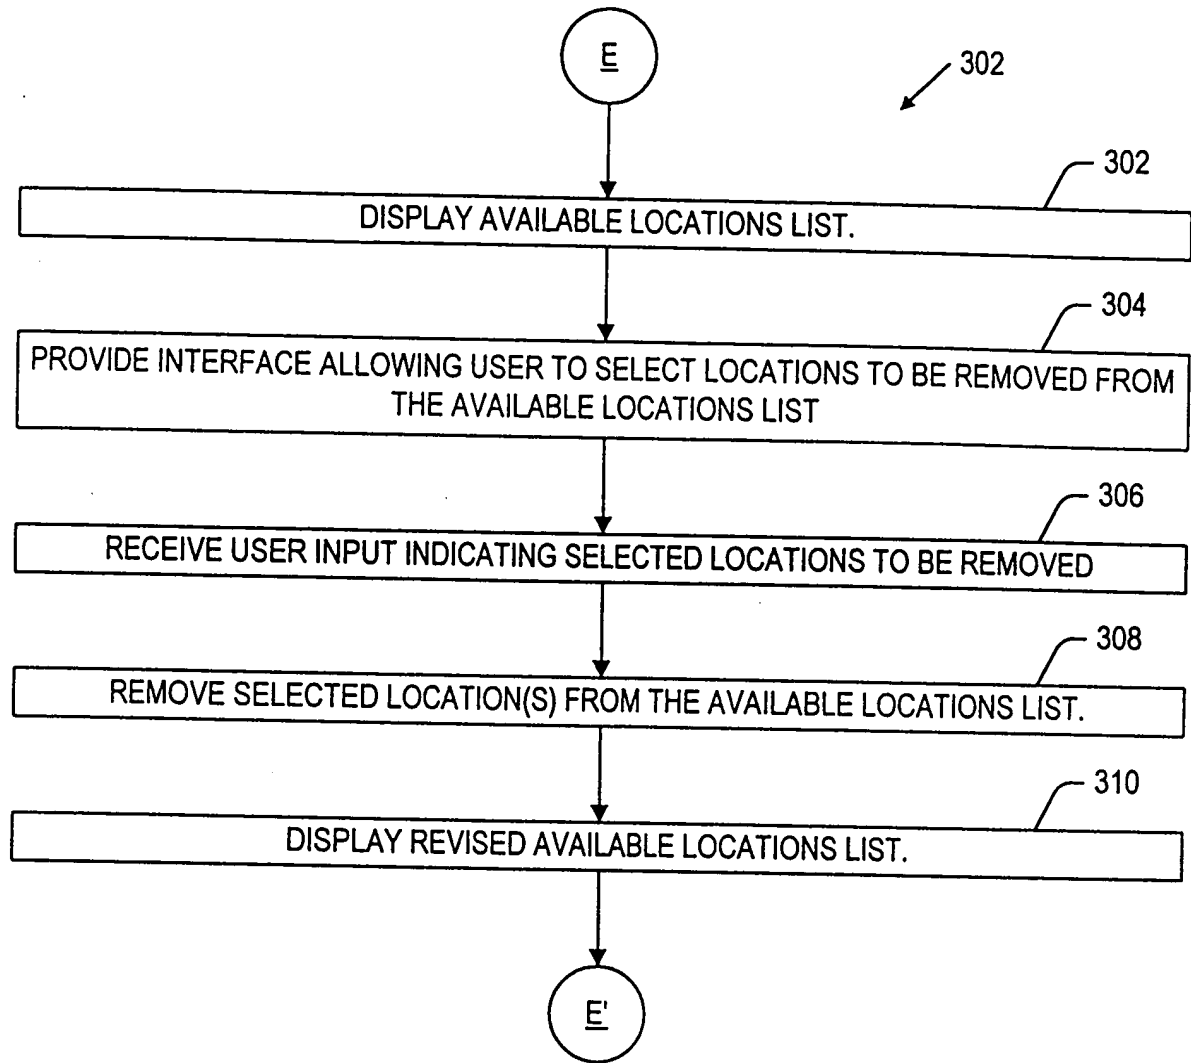 E
302
302
DISPLAY AVAILABLE LOCATIONS LIST.
304
PROVIDE INTERFACE ALLOWING USER TO SELECT LOCATIONS TO BE REMOVED FROM
THE AVAILABLE LOCATIONS LIST
306
RECEIVE USER INPUT INDICATING SELECTED LOCATIONS TO BE REMOVED
308
REMOVE SELECTED LOCATION(S) FROM THE AVAILABLE LOCATIONS LIST.
310
DISPLAY REVISED AVAILABLE LOCATIONS LIST.
E'